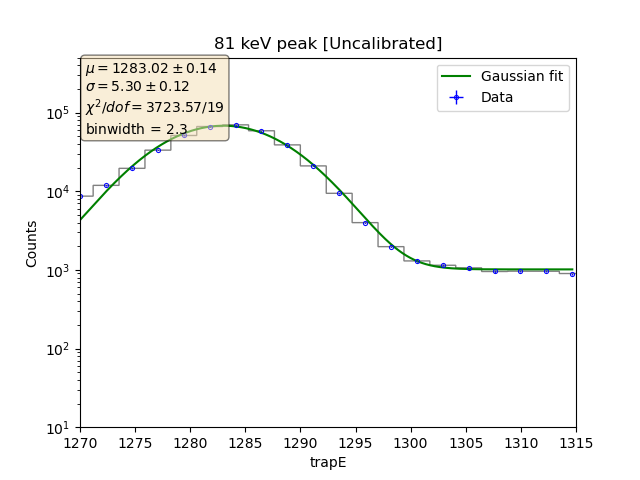 81 keV peak [Uncalibrated]
μ = 1283.02 ± 0.14
σ = 5.30 ± 0.12
χ²/dof = 3723.57/19
binwidth = 2.3
Gaussian fit
Data
Counts
10⁵
10⁴
10³
10²
10¹
1270 1275 1280 1285 1290 1295 1300 1305 1310 1315
trapE